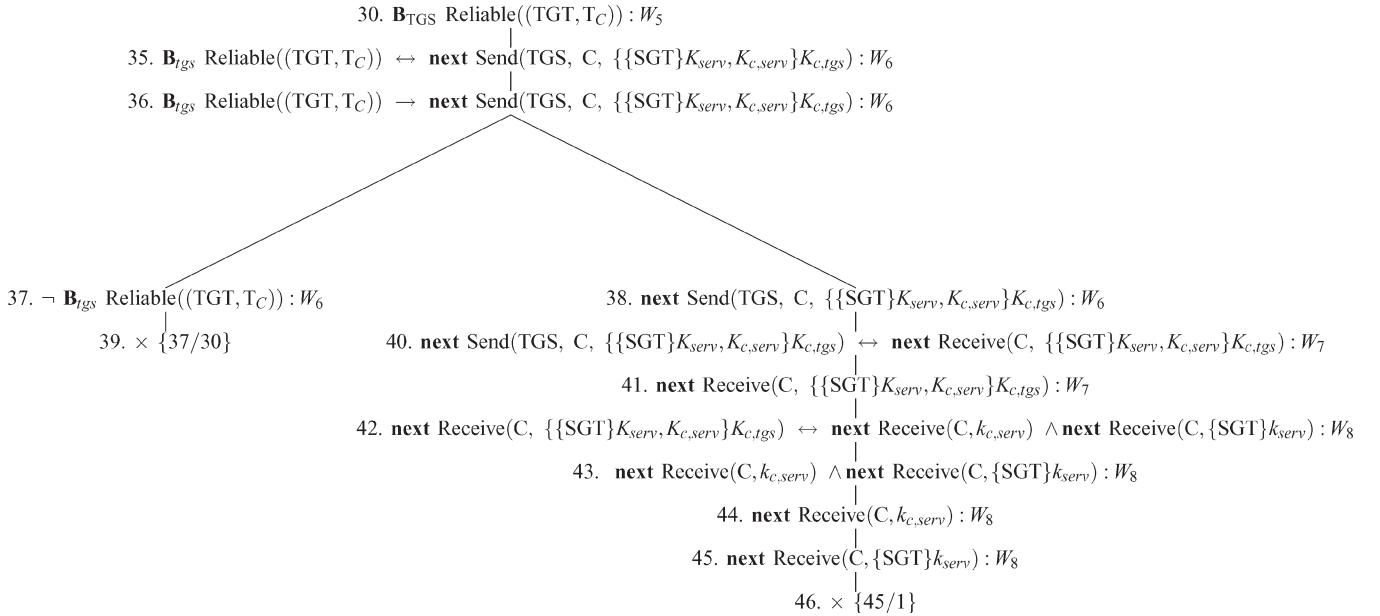 30. B_TGS Reliable((TGT, T_C)) : W_5
35. B_tgs Reliable((TGT, T_C)) ↔ next Send(TGS, C, {{SGT}K_serv, K_c,serv}K_c,tgs) : W_6
36. B_tgs Reliable((TGT, T_C)) → next Send(TGS, C, {{SGT}K_serv, K_c,serv}K_c,tgs) : W_6
37. ¬ B_tgs Reliable((TGT, T_C)) : W_6
38. next Send(TGS, C, {{SGT}K_serv, K_c,serv}K_c,tgs) : W_6
39. × {37/30}
40. next Send(TGS, C, {{SGT}K_serv, K_c,serv}K_c,tgs) ↔ next Receive(C, {{SGT}K_serv, K_c,serv}K_c,tgs) : W_7
41. next Receive(C, {{SGT}K_serv, K_c,serv}K_c,tgs) : W_7
42. next Receive(C, {{SGT}K_serv, K_c,serv}K_c,tgs) ↔ next Receive(C, k_c,serv) ∧ next Receive(C, {SGT}k_serv) : W_8
43. next Receive(C, k_c,serv) ∧ next Receive(C, {SGT}k_serv) : W_8
44. next Receive(C, k_c,serv) : W_8
45. next Receive(C, {SGT}k_serv) : W_8
46. × {45/1}